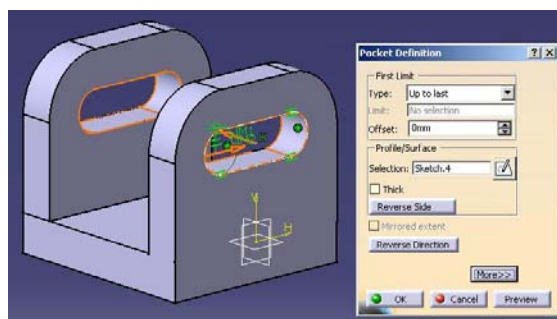 Pocket Definition
First Limit
Type: Up to last
Limit: No selection
Offset: 0mm
Profile/Surface
Selection: Sketch.4
Thick
Reverse Side
Mirrored extent
Reverse Direction
More>>
OK Cancel Preview
V
H